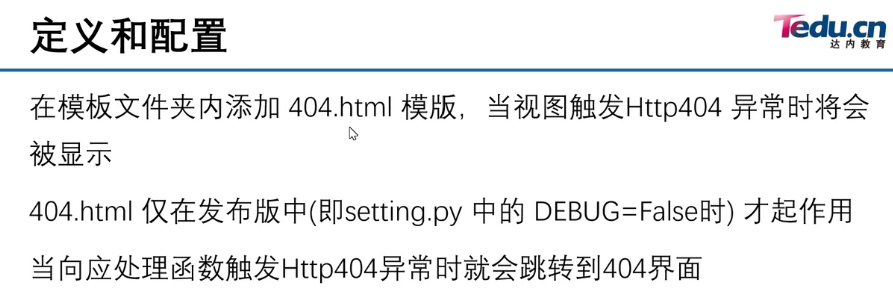 定义和配置
Tedu.cn
达内教育
在模板文件夹内添加 404.html 模版，当视图触发Http404 异常时将会
被显示
404.html 仅在发布版中(即setting.py 中的 DEBUG=False时) 才起作用
当向应处理函数触发Http404异常时就会跳转到404界面